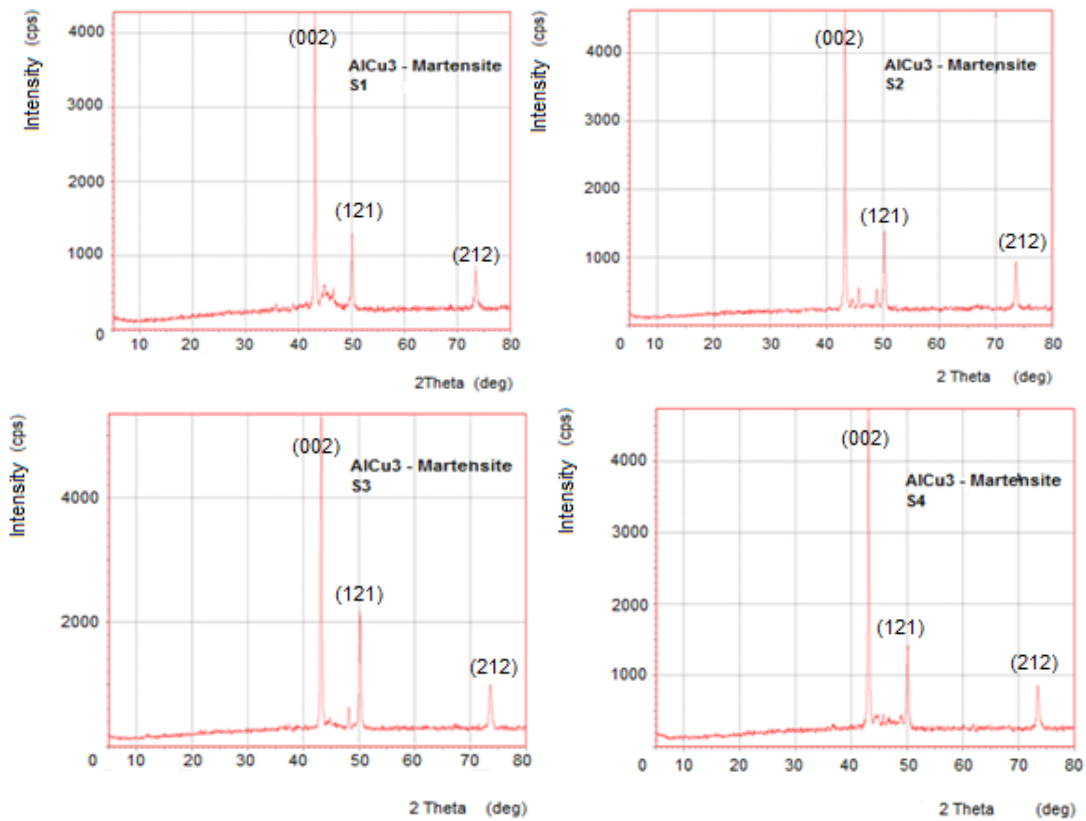 Intensity (cps)
4000
3000
2000
1000
0
(002)
AlCu3 - Martensite
S1
(121)
(212)
10 20 30 40 50 60 70 80
2Theta (deg)
Intensity (cps)
4000
3000
2000
1000
(002)
AlCu3 - Martensite
S2
(121)
(212)
0 10 20 30 40 50 60 70 80
2 Theta (deg)
Intensity (cps)
4000
2000
(002)
AlCu3 - Martensite
S3
(121)
(212)
0 10 20 30 40 50 60 70 80
2 Theta (deg)
Intensity (cps)
4000
3000
2000
1000
(002)
AlCu3 - Martensite
S4
(121)
(212)
0 10 20 30 40 50 60 70 80
2 Theta (deg)